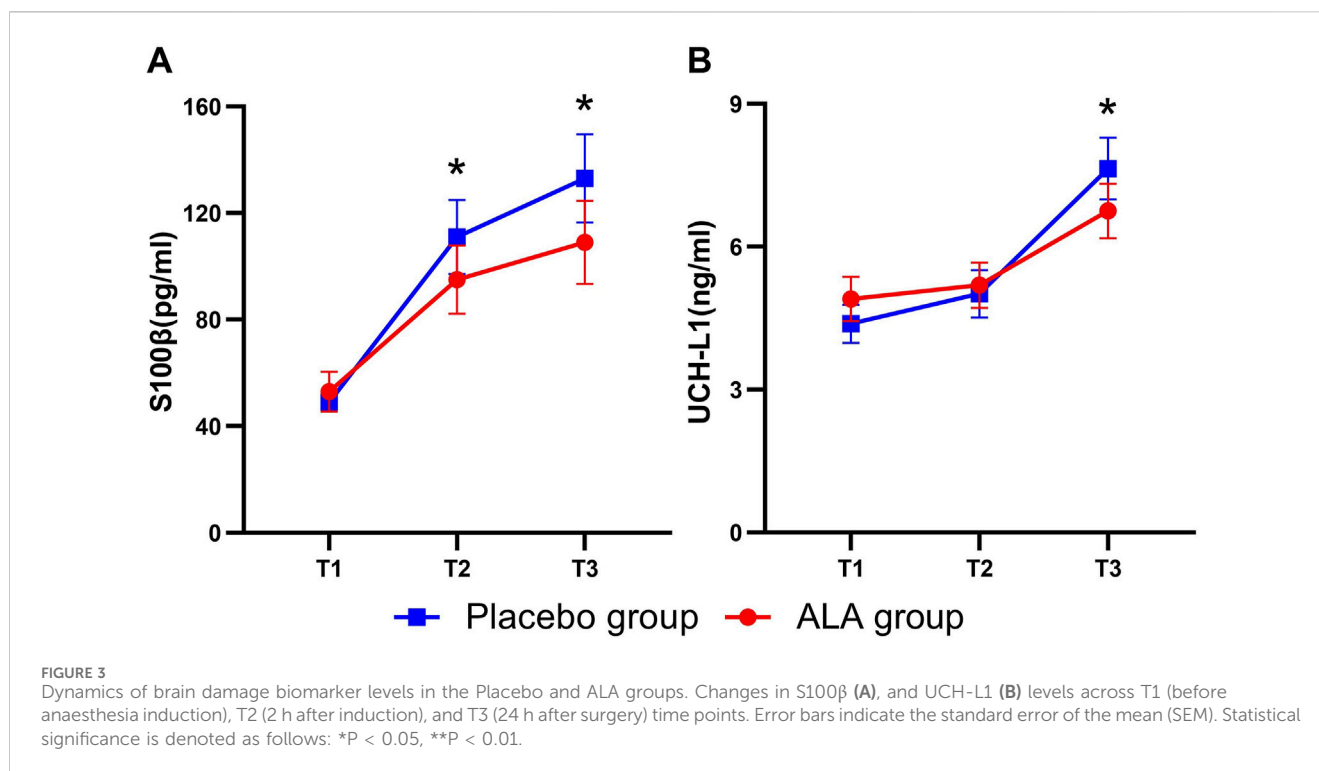 A
B
160
120
80
40
0
S100β(pg/ml)
*
*
T1
T2
T3
9
6
3
0
UCH-L1(ng/ml)
*
T1
T2
T3
Placebo group
ALA group
FIGURE 3
Dynamics of brain damage biomarker levels in the Placebo and ALA groups. Changes in S100β (A), and UCH-L1 (B) levels across T1 (before
anaesthesia induction), T2 (2 h after induction), and T3 (24 h after surgery) time points. Error bars indicate the standard error of the mean (SEM). Statistical
significance is denoted as follows: *P < 0.05, **P < 0.01.